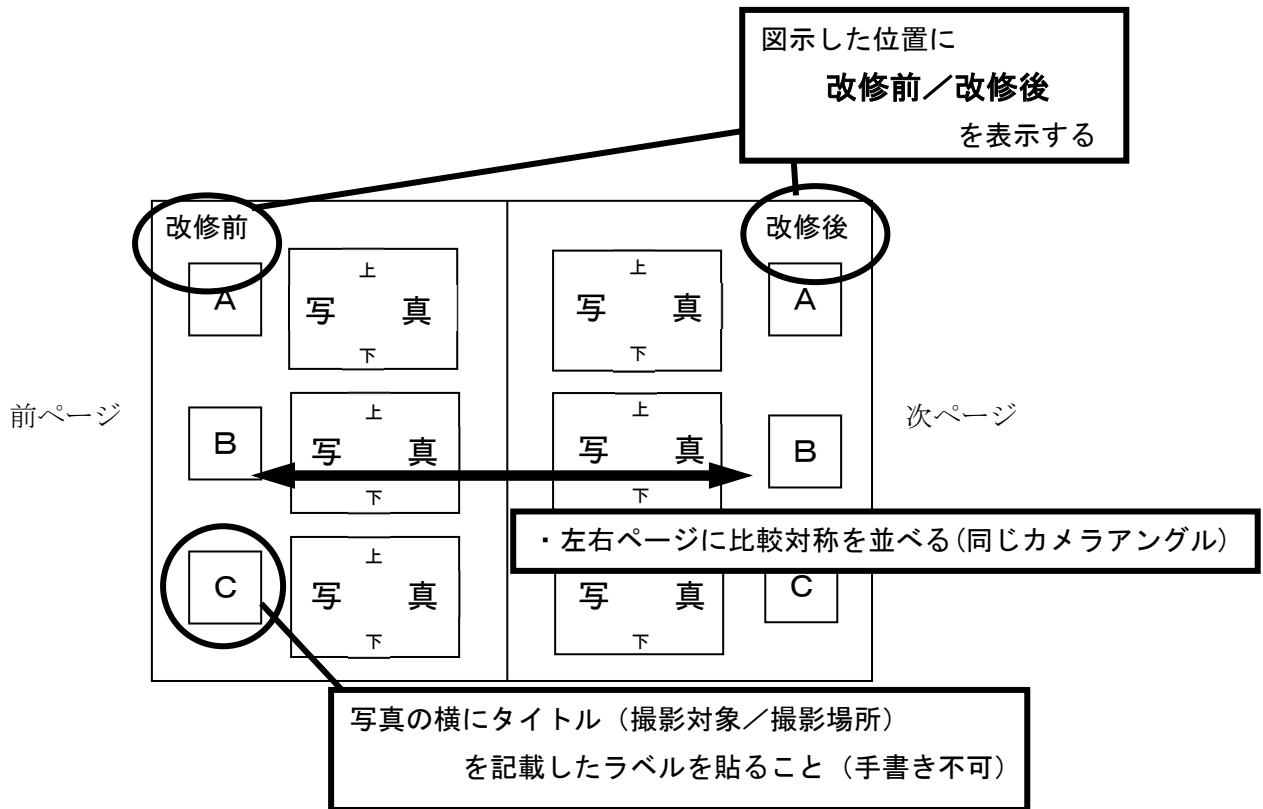 図示した位置に
改修前／改修後
を表示する
改修前
改修後
A
上
写 真
下
上
写 真
下
A
前ページ
B
上
写 真
下
上
写 真
下
B
次ページ
・左右ページに比較対称を並べる(同じカメラアングル)
C
上
写 真
下
写 真
下
C
写真の横にタイトル（撮影対象／撮影場所）
を記載したラベルを貼ること（手書き不可）